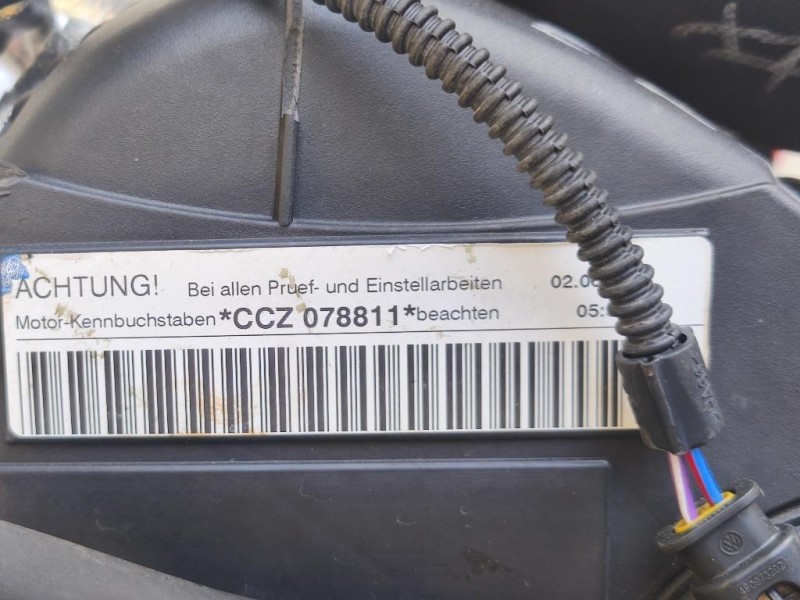 ACHTUNG! Bei allen Pruef- und Einstellarbeiten
Motor-Kennbuchstaben *CCZ 078811* beachten